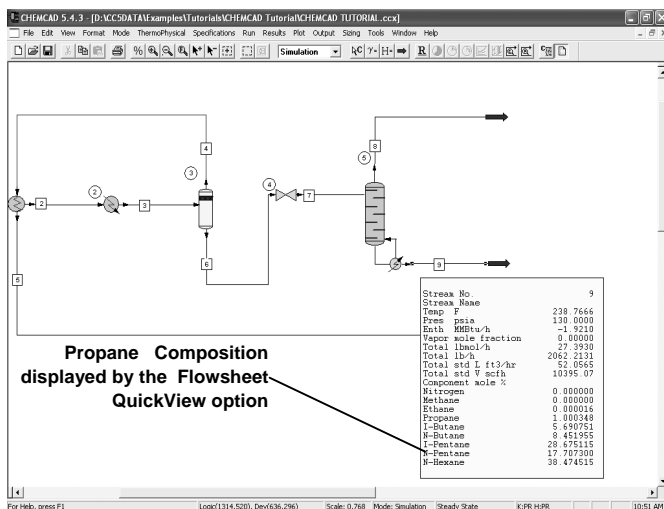 CHEMCAD 5.4.3 - [D:\CC5DATA\Examples\Tutorials\CHEMCAD Tutorial\CHEMCAD TUTORIAL.ccx]
File Edit View Format Mode ThermoPhysical Specifications Run Results Plot Output Sizing Tools Window Help
% Simulation R
4
8
3
5
2
4
2
3
7
6
9
5
Stream No. 9
Stream Name
Temp F 238.7666
Pres psia 130.0000
Enth MMBtu/h -1.9210
Vapor mole fraction 0.00000
Total lbmol/h 27.3930
Total lb/h 2062.2131
Total std L ft3/hr 52.0565
Total std V scfh 10395.07
Component mole %
Nitrogen 0.000000
Methane 0.000000
Ethane 0.000016
Propane 1.000348
I-Butane 5.690751
N-Butane 8.451955
I-Pentane 28.675115
N-Pentane 17.707300
N-Hexane 38.474515
Propane Composition
displayed by the Flowsheet
QuickView option
For Help, press F1 Logic(1314,520), Dev(636,296) Scale: 0.768 Mode: Simulation Steady State K:PR H:PR 10:51 AM